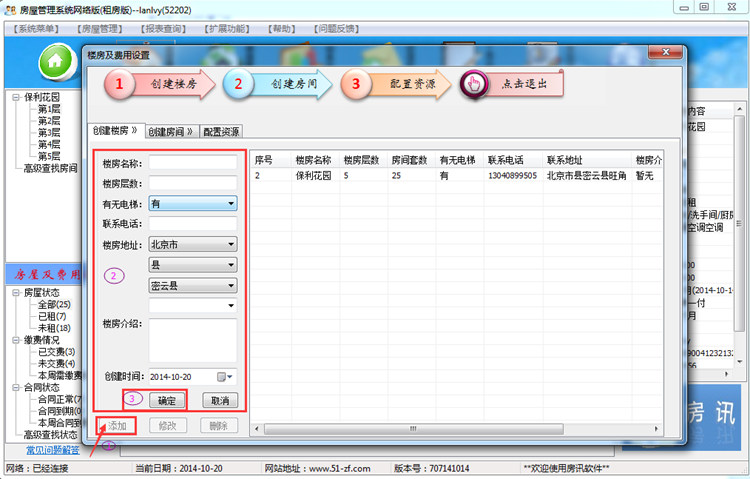 房屋管理系统网络版(租房版)--lanlvy(52202)
【系统菜单】 【房屋管理】 【报表查询】 【扩展功能】 【帮助】 【问题反馈】
楼房及费用设置
1 创建楼房 2 创建房间 3 配置资源 点击退出
创建楼房 》 创建房间 》 配置资源
保利花园
第1层
第2层
第3层
第4层
第5层
高级查找房间
房屋及费用
房屋状态
全部(25)
已租(7)
未租(18)
缴费情况
已交费(3)
未交费(4)
本周需缴费
合同状态
合同正常(7
合同到期(0
本周合同到
高级查找状态
常见问题解答
楼房名称:
楼房层数:
有无电梯: 有
联系电话:
楼房地址: 北京市
县
② 密云县
楼房介绍:
创建时间: 2014-10-20
③ 确定 取消
添加 修改 删除
序号 楼房名称 楼房层数 房间套数 有无电梯 联系电话 联系地址 楼房介
2 保利花园 5 25 有 13040899505 北京市县密云县旺角 暂无
内容
花园
租
/洗手间/厨房
空调空调
00
00
月(2014-10-1
一付
月
90041232132
56
房讯
网络：已经连接 当前日期：2014-10-20 网站地址：www.51-zf.com 版本号：707141014 **欢迎使用房讯软件**